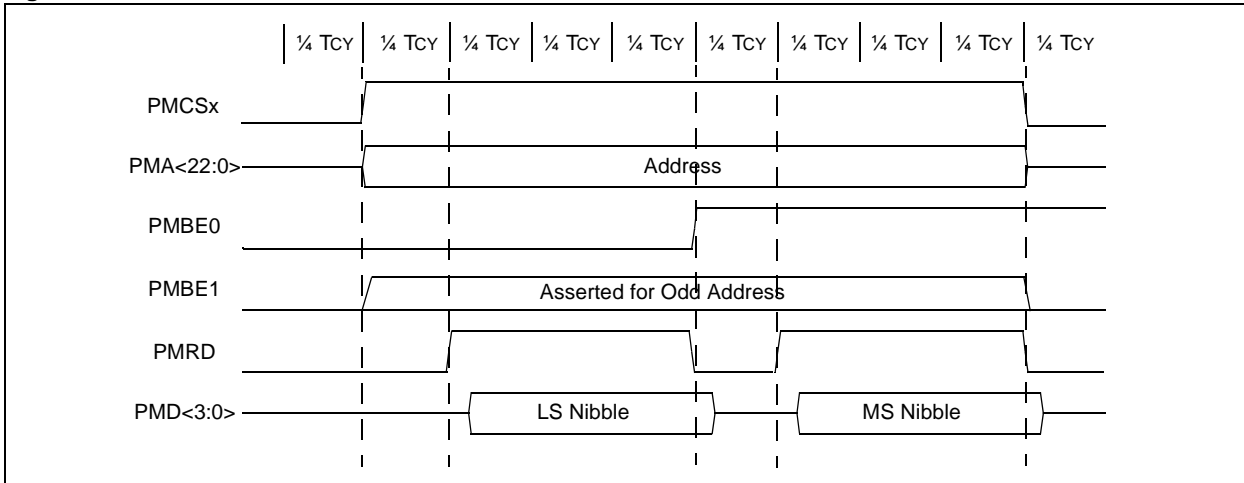 ¼ TCY ¼ TCY ¼ TCY ¼ TCY ¼ TCY ¼ TCY ¼ TCY ¼ TCY ¼ TCY ¼ TCY
PMCSx
PMA<22:0> Address
PMBE0
PMBE1 Asserted for Odd Address
PMRD
PMD<3:0> LS Nibble MS Nibble